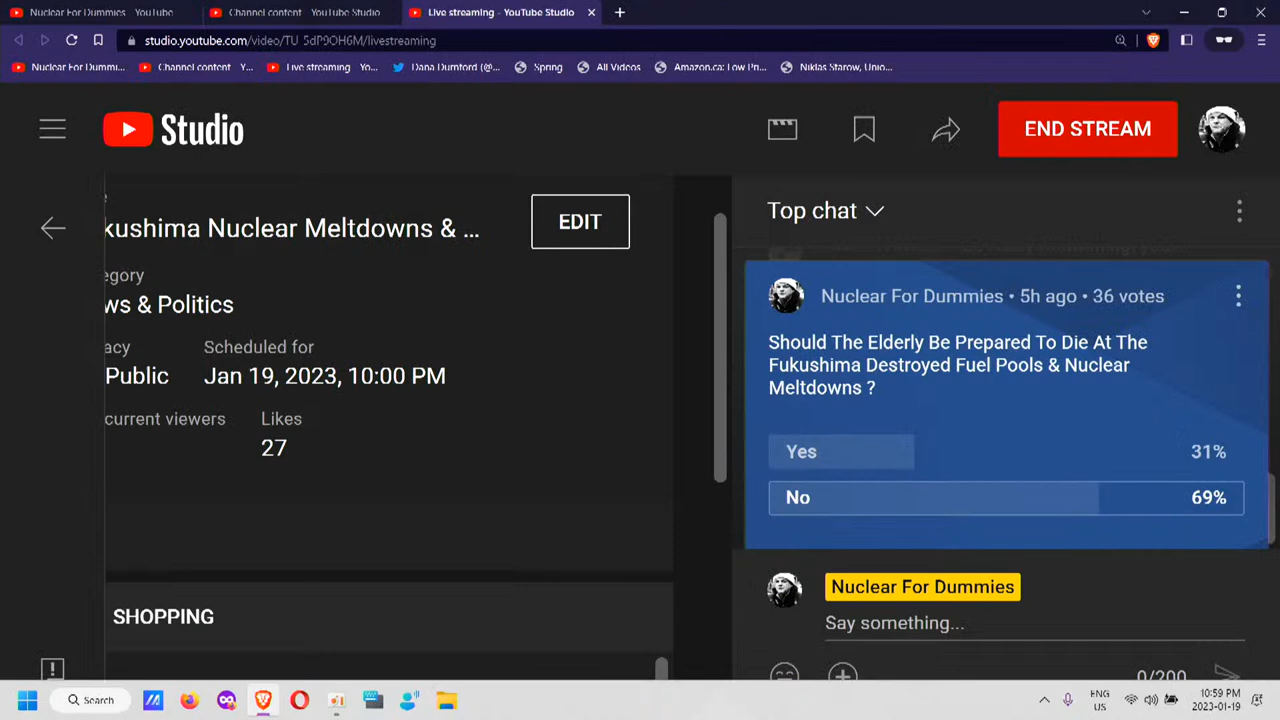 Nuclear For Dummies - YouTube
Channel content - YouTube Studio
Live streaming - YouTube Studio
studio.youtube.com/video/TU_5dP9OH6M/livestreaming
Nuclear For Dummi...
Channel content - Y...
Live streaming - Yo...
Dana Durnford (@...
Spring
All Videos
Amazon.ca: Low Pri...
Niklas Starow, Unio...
Studio
END STREAM
kushima Nuclear Meltdowns & ...
EDIT
egory
ws & Politics
acy
Scheduled for
Public
Jan 19, 2023, 10:00 PM
current viewers
Likes
27
SHOPPING
Top chat
Nuclear For Dummies • 5h ago • 36 votes
Should The Elderly Be Prepared To Die At The
Fukushima Destroyed Fuel Pools & Nuclear
Meltdowns ?
Yes 31%
No 69%
Nuclear For Dummies
Say something...
0/200
Search
ENG
US
10:59 PM
2023-01-19